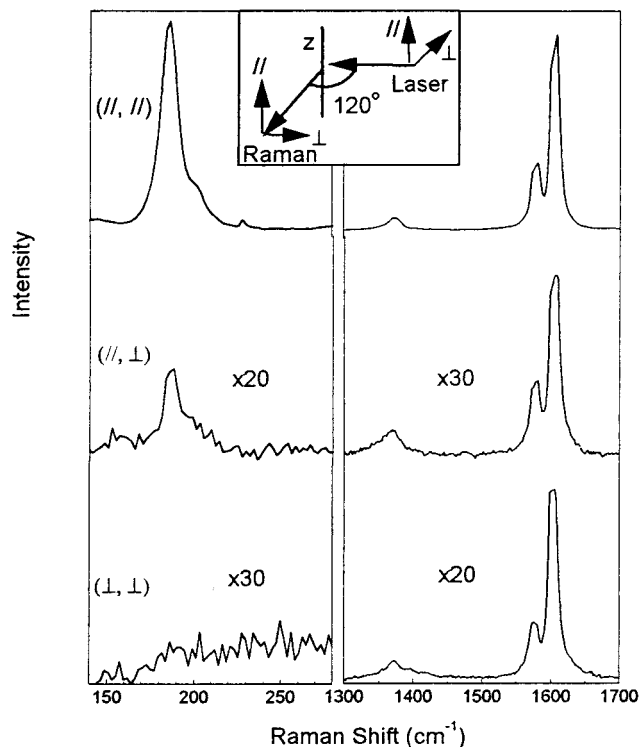 z
//
//
⊥
Laser
120°
⊥
Raman
(//, //)
Intensity
(//, ⊥)
x20
x30
(⊥, ⊥)
x30
x20
150 200 250 1300 1400 1500 1600 1700
Raman Shift (cm⁻¹)